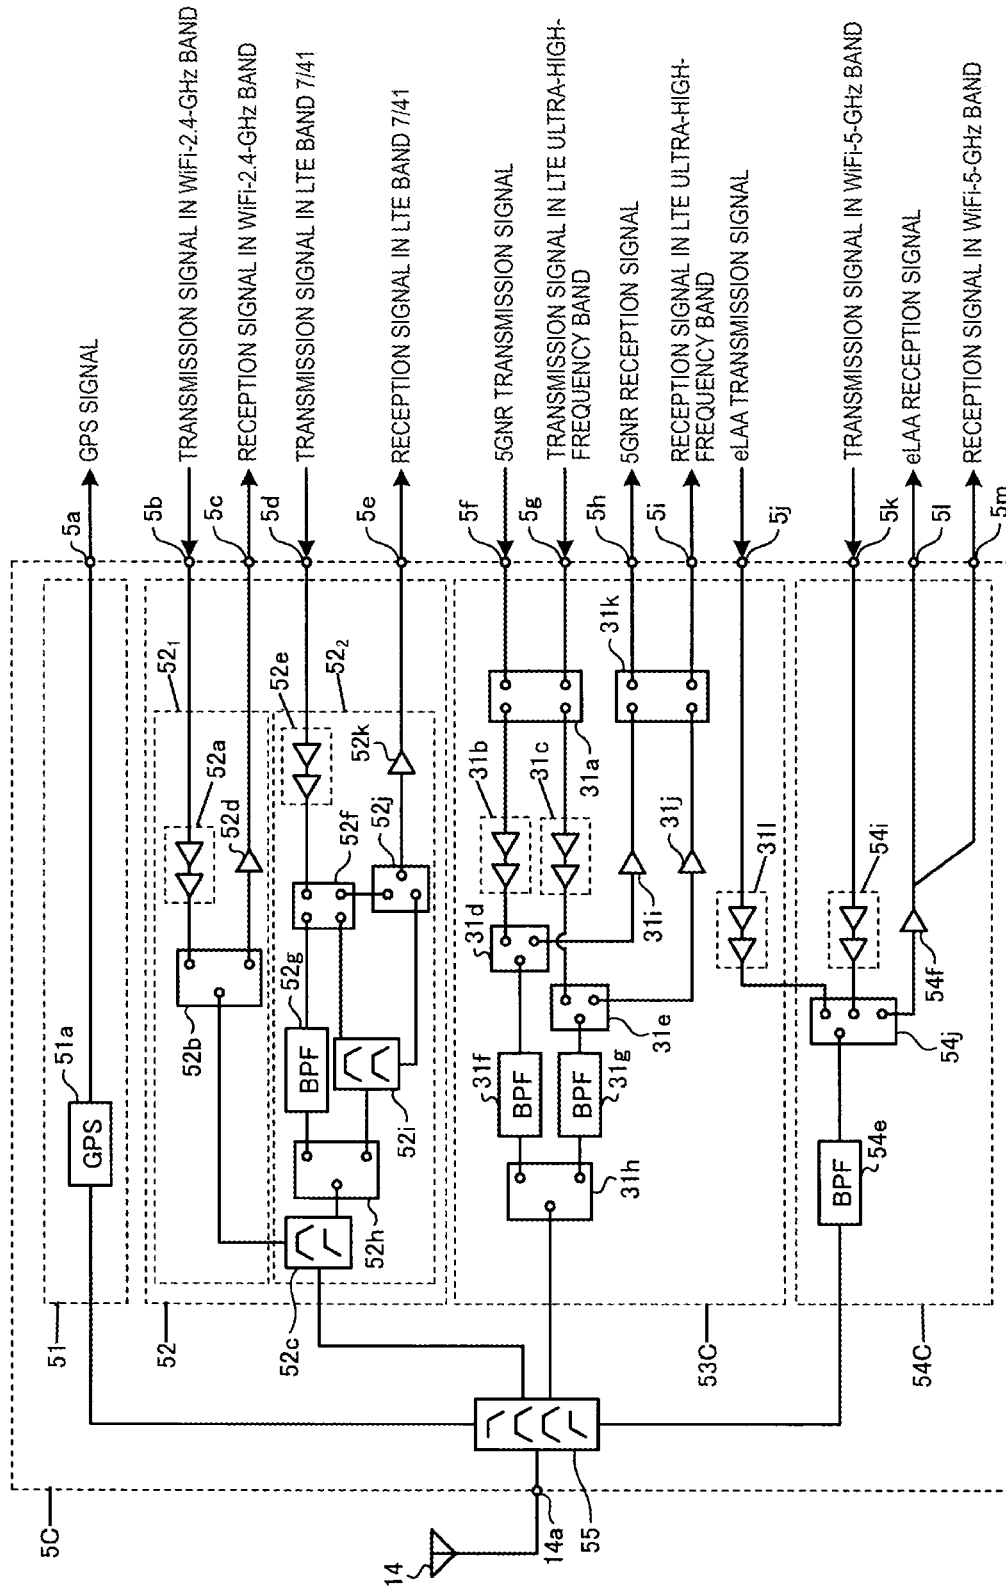 GPS SIGNAL
TRANSMISSION SIGNAL IN WiFi-2.4-GHz BAND
RECEPTION SIGNAL IN WiFi-2.4-GHz BAND
TRANSMISSION SIGNAL IN LTE BAND 7/41
RECEPTION SIGNAL IN LTE BAND 7/41
5GNR TRANSMISSION SIGNAL
TRANSMISSION SIGNAL IN LTE ULTRA-HIGH-
FREQUENCY BAND
5GNR RECEPTION SIGNAL
RECEPTION SIGNAL IN LTE ULTRA-HIGH-
FREQUENCY BAND
eLAA TRANSMISSION SIGNAL
TRANSMISSION SIGNAL IN WiFi-5-GHz BAND
eLAA RECEPTION SIGNAL
RECEPTION SIGNAL IN WiFi-5-GHz BAND
5a
5b
5c
5d
5e
5f
5g
5h
5i
5j
5k
5l
5m
52₁
52a
52d
52e
52₂
52k
52f
52j
52g
52b
52i
52h
52c
51a
GPS
BPF
31k
31b
31c
31a
31d
31i
31j
31l
31e
31f
BPF
31g
BPF
31h
54i
54f
54j
54e
BPF
51
52
53C
54C
5C
14
14a
55